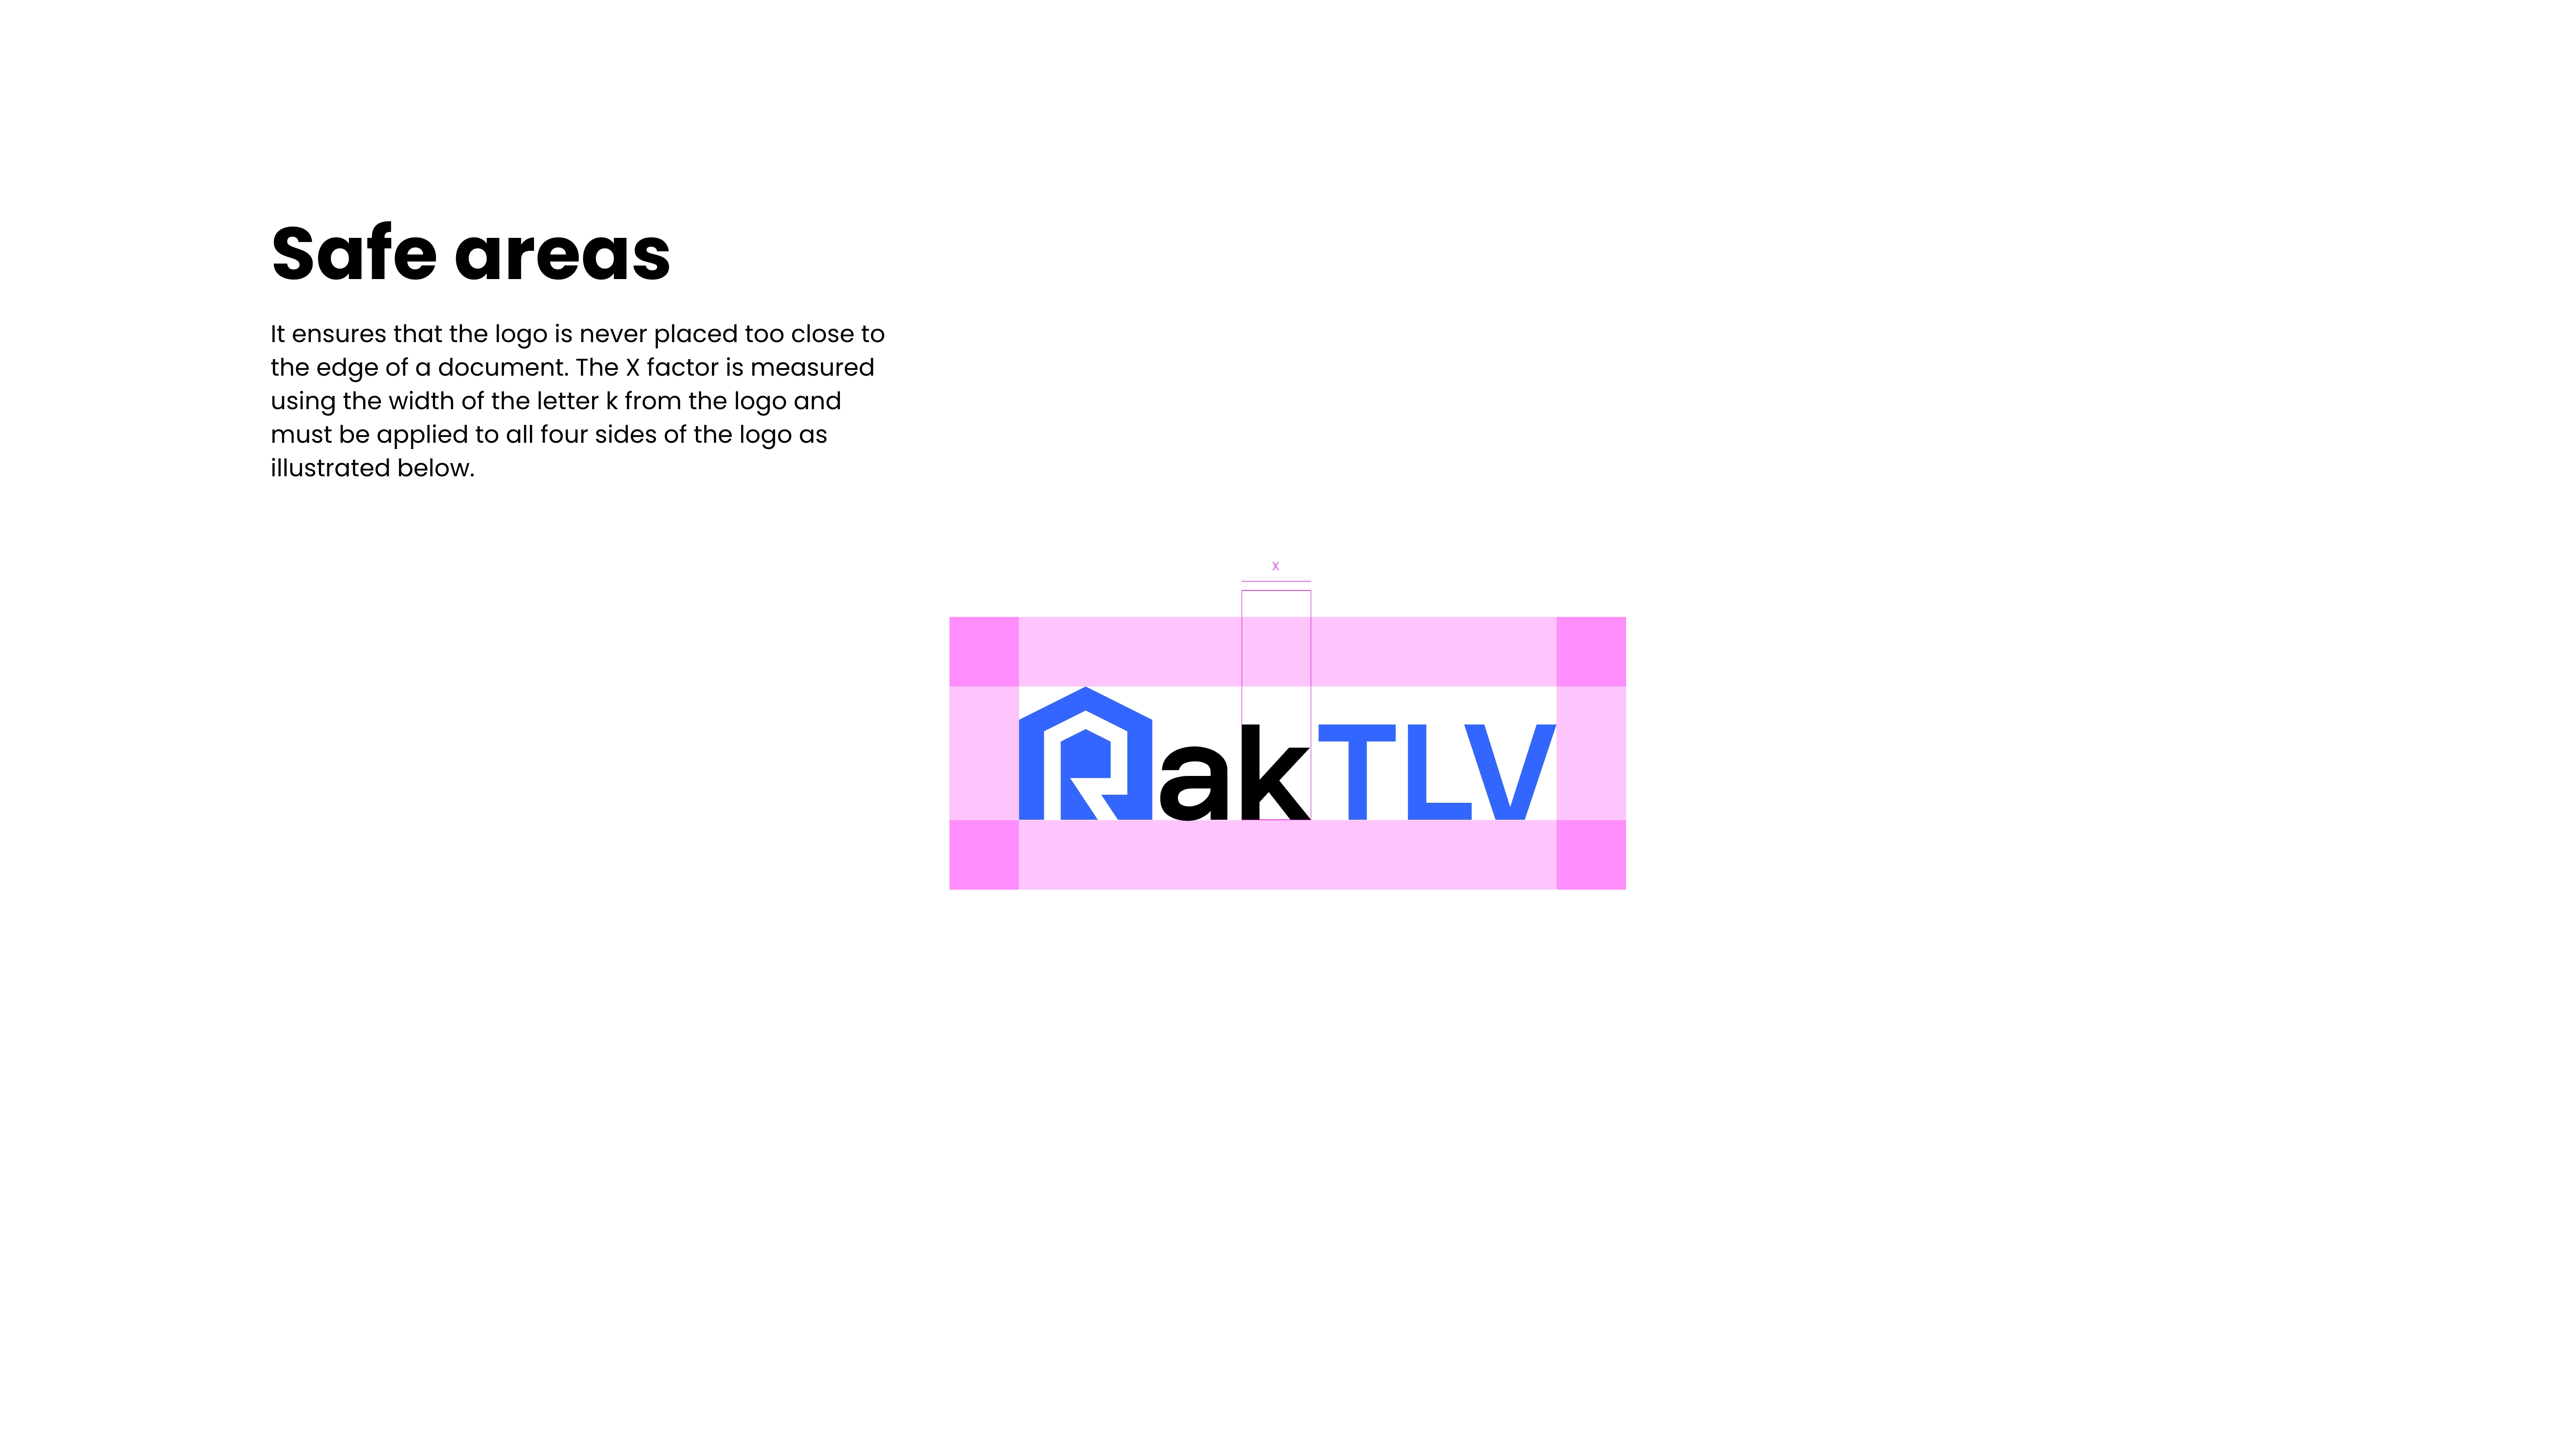 Safe areas
It ensures that the logo is never placed too close to
the edge of a document. The X factor is measured
using the width of the letter k from the logo and
must be applied to all four sides of the logo as
illustrated below.
X
RakTLV